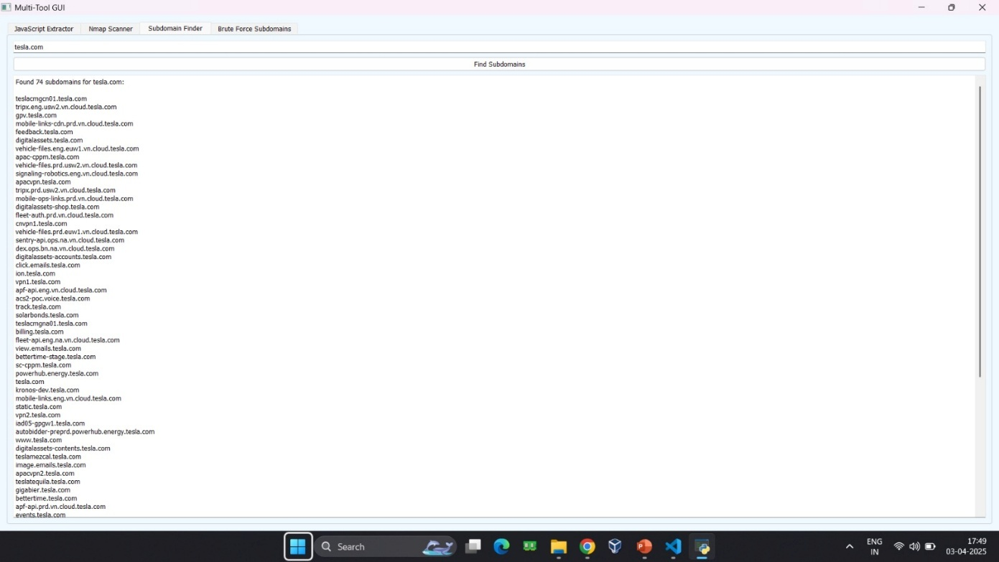 Multi-Tool GUI
JavaScript Extractor Nmap Scanner Subdomain Finder Brute Force Subdomains
tesla.com
Find Subdomains
Found 74 subdomains for tesla.com:
teslacmgcn01.tesla.com
tripx.eng.usw2.vn.cloud.tesla.com
gpv.tesla.com
mobile-links-cdn.prd.vn.cloud.tesla.com
feedback.tesla.com
digitalassets.tesla.com
vehicle-files.eng.euw1.vn.cloud.tesla.com
apac-cppm.tesla.com
vehicle-files.prd.usw2.vn.cloud.tesla.com
signaling-robotics.eng.vn.cloud.tesla.com
apacvpn.tesla.com
tripx.prd.usw2.vn.cloud.tesla.com
mobile-ops-links.prd.vn.cloud.tesla.com
digitalassets-shop.tesla.com
fleet-auth.prd.vn.cloud.tesla.com
cnvpn1.tesla.com
vehicle-files.prd.euw1.vn.cloud.tesla.com
sentry-api.ops.na.vn.cloud.tesla.com
dex.ops.bn.na.vn.cloud.tesla.com
digitalassets-accounts.tesla.com
click.emails.tesla.com
ion.tesla.com
vpn1.tesla.com
apf-api.eng.vn.cloud.tesla.com
acs2-poc.voice.tesla.com
track.tesla.com
solarbonds.tesla.com
teslacmgna01.tesla.com
billing.tesla.com
fleet-api.eng.na.vn.cloud.tesla.com
view.emails.tesla.com
bettertime-stage.tesla.com
sc-cppm.tesla.com
powerhub.energy.tesla.com
tesla.com
kronos-dev.tesla.com
mobile-links.eng.vn.cloud.tesla.com
static.tesla.com
vpn2.tesla.com
iad05-gpgw1.tesla.com
autobidder-preprd.powerhub.energy.tesla.com
www.tesla.com
digitalassets-contents.tesla.com
teslamezcal.tesla.com
image.emails.tesla.com
apacvpn2.tesla.com
teslatequila.tesla.com
gigabier.tesla.com
bettertime.tesla.com
apf-api.prd.vn.cloud.tesla.com
events.tesla.com
Search
ENG
IN
17:49
03-04-2025